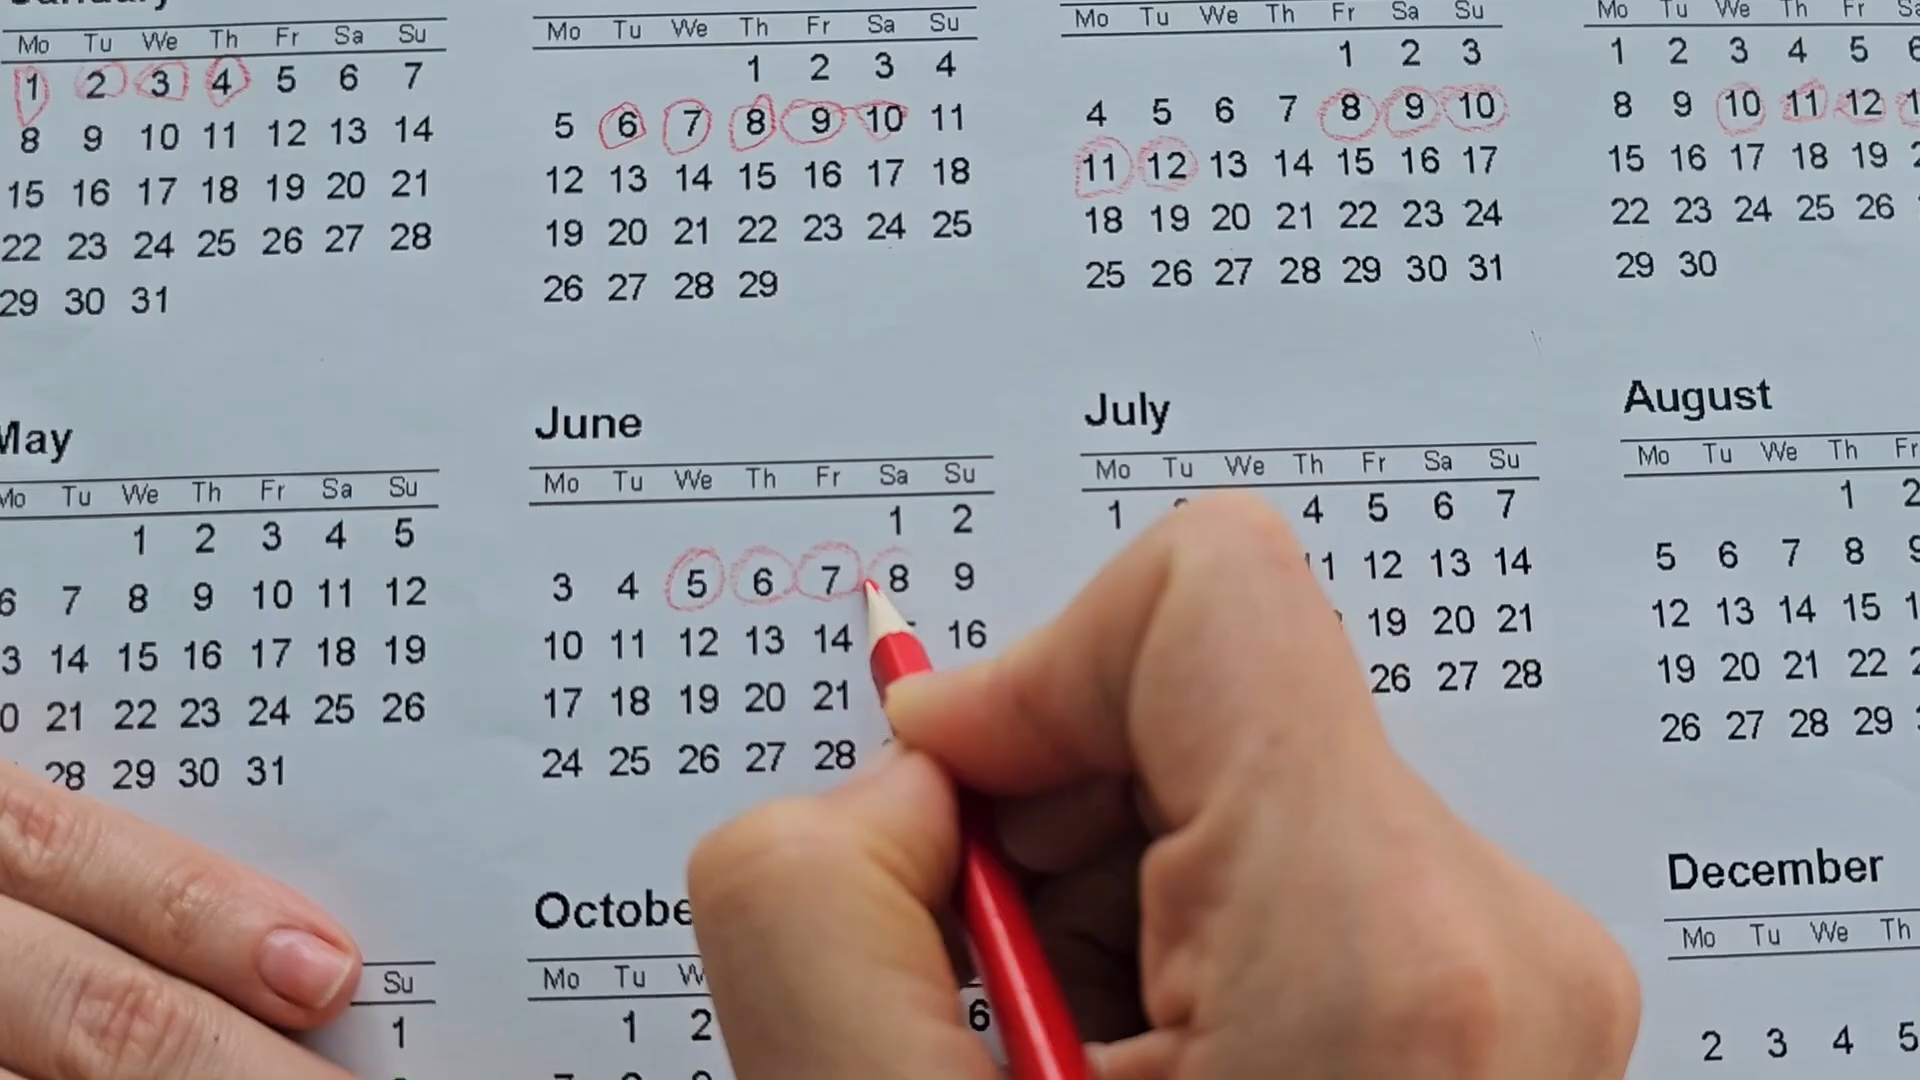 Mo Tu We Th Fr Sa Su
1 2 3 4 5 6 7
8 9 10 11 12 13 14
15 16 17 18 19 20 21
22 23 24 25 26 27 28
29 30 31
Mo Tu We Th Fr Sa Su
1 2 3 4
5 6 7 8 9 10 11
12 13 14 15 16 17 18
19 20 21 22 23 24 25
26 27 28 29
Mo Tu We Th Fr Sa Su
1 2 3
4 5 6 7 8 9 10
11 12 13 14 15 16 17
18 19 20 21 22 23 24
25 26 27 28 29 30 31
Mo Tu We Th Fr
1 2 3 4 5 6
8 9 10 11 12
15 16 17 18 19
22 23 24 25 26
29 30
May
Mo Tu We Th Fr Sa Su
1 2 3 4 5
6 7 8 9 10 11 12
14 15 16 17 18 19
21 22 23 24 25 26
28 29 30 31
June
Mo Tu We Th Fr Sa Su
1 2
3 4 5 6 7 8 9
10 11 12 13 14 16
17 18 19 20 21
24 25 26 27 28
July
Mo Tu We Th Fr Sa Su
1 4 5 6 7
11 12 13 14
19 20 21
26 27 28
August
Mo Tu We Th Fr
1 2
5 6 7 8 9
12 13 14 15
19 20 21 22
26 27 28 29
Su
1
Octobe
Mo Tu
1 2 6
December
Mo Tu We Th
2 3 4 5